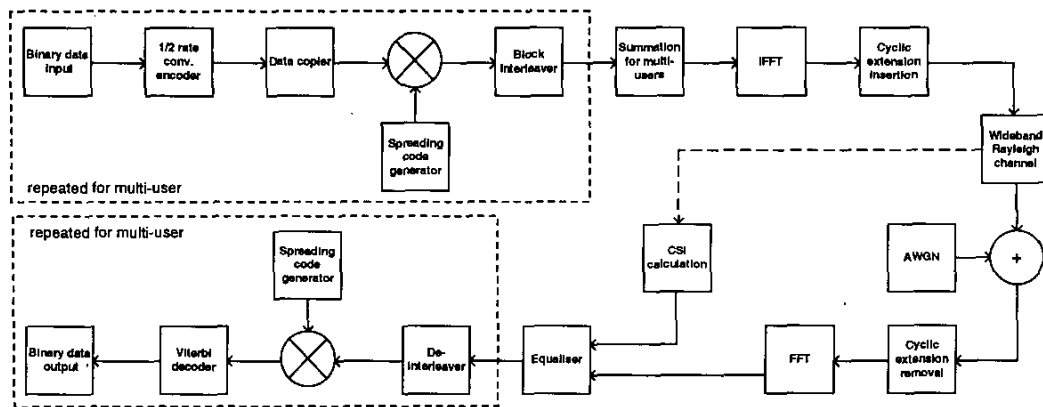 Binary data
input
1/2 rate
conv.
encoder
Data copier
Block
Interleaver
Summation
for multi-
users
IFFT
Cyclic
extension
insertion
Spreading
code
generator
Wideband
Rayleigh
channel
repeated for multi-user
repeated for multi-user
Spreading
code
generator
CSI
calculation
AWGN
+
Binary data
output
Viterbi
decoder
De-
interleaver
Equaliser
FFT
Cyclic
extension
removal